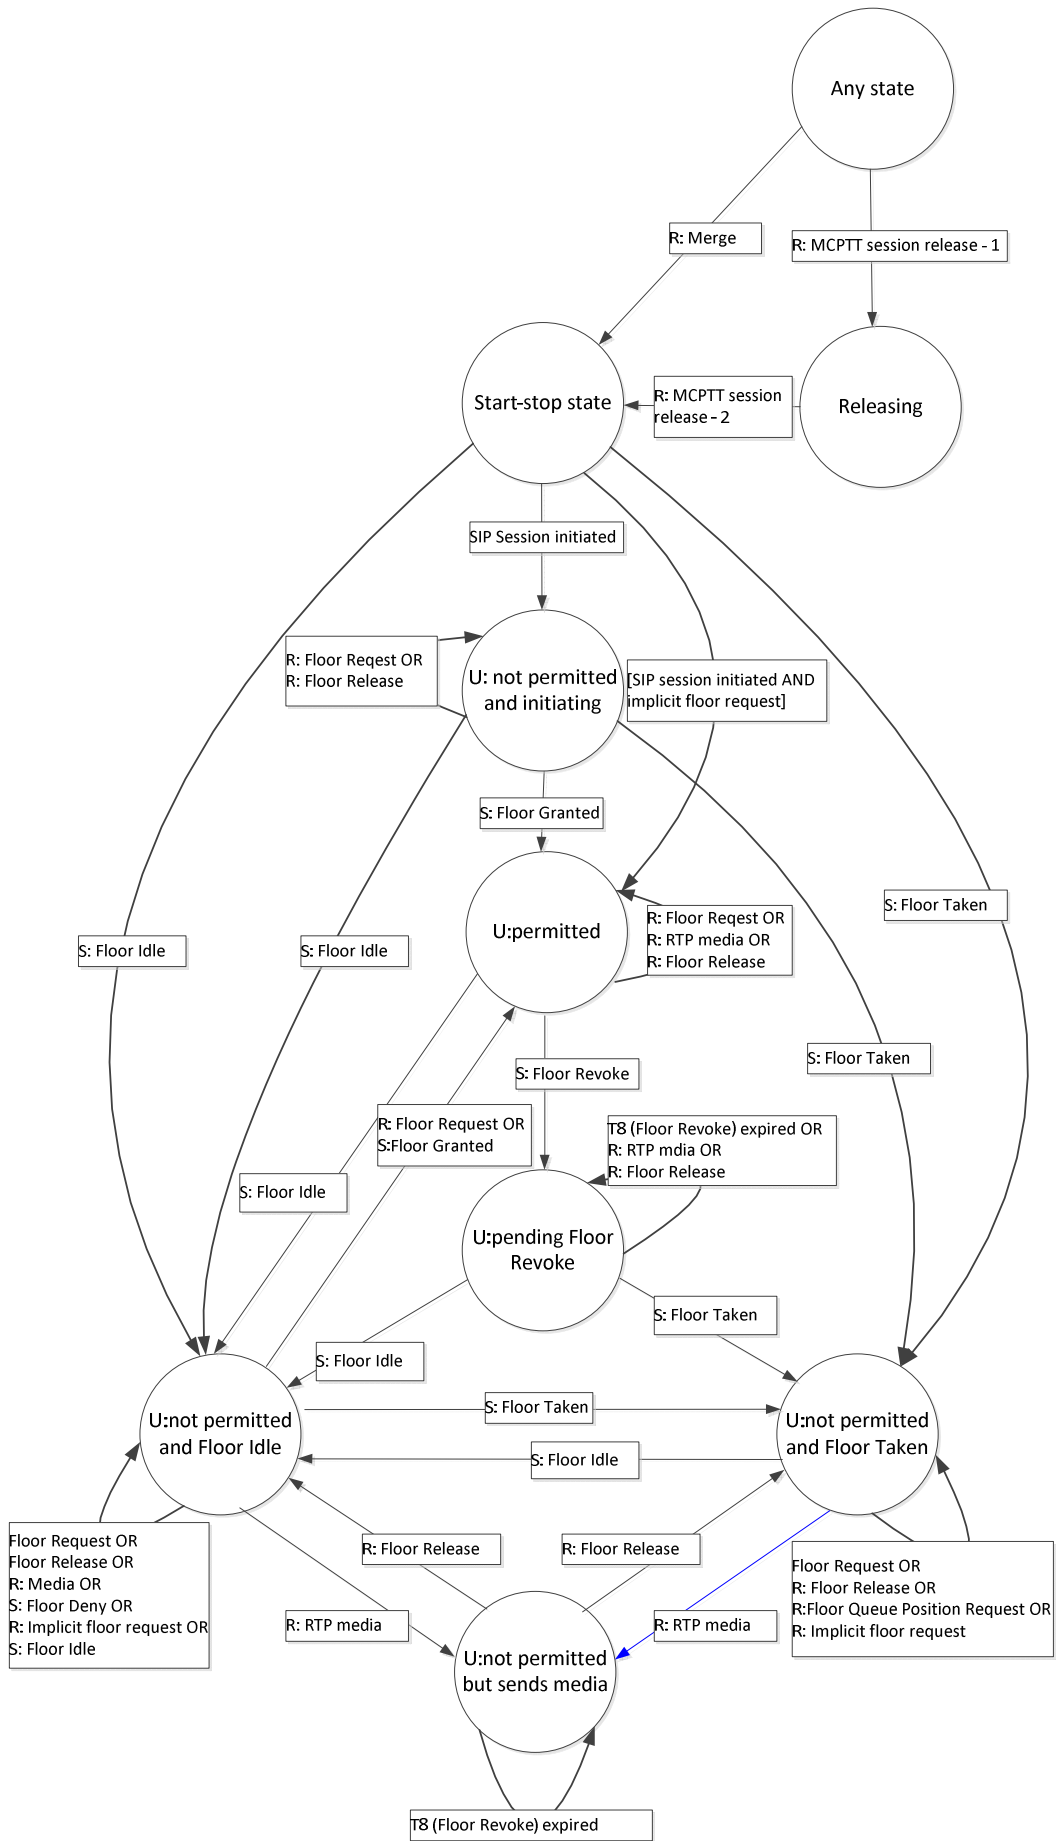 Any state
R: Merge
R: MCPTT session release - 1
Start-stop state
R: MCPTT session
release - 2
Releasing
SIP Session initiated
R: Floor Reqest OR
R: Floor Release
U: not permitted
and initiating
[SIP session initiated AND
implicit floor request]
S: Floor Granted
S: Floor Taken
U:permitted
R: Floor Reqest OR
R: RTP media OR
R: Floor Release
S: Floor Idle
S: Floor Idle
S: Floor Taken
S: Floor Revoke
R: Floor Request OR
S:Floor Granted
T8 (Floor Revoke) expired OR
R: RTP mdia OR
R: Floor Release
S: Floor Idle
U:pending Floor
Revoke
S: Floor Taken
S: Floor Idle
U:not permitted
and Floor Idle
S: Floor Taken
U:not permitted
and Floor Taken
S: Floor Idle
Floor Request OR
Floor Release OR
R: Media OR
S: Floor Deny OR
R: Implicit floor request OR
S: Floor Idle
R: Floor Release
R: Floor Release
Floor Request OR
R: Floor Release OR
R:Floor Queue Position Request OR
R: Implicit floor request
R: RTP media
R: RTP media
U:not permitted
but sends media
T8 (Floor Revoke) expired